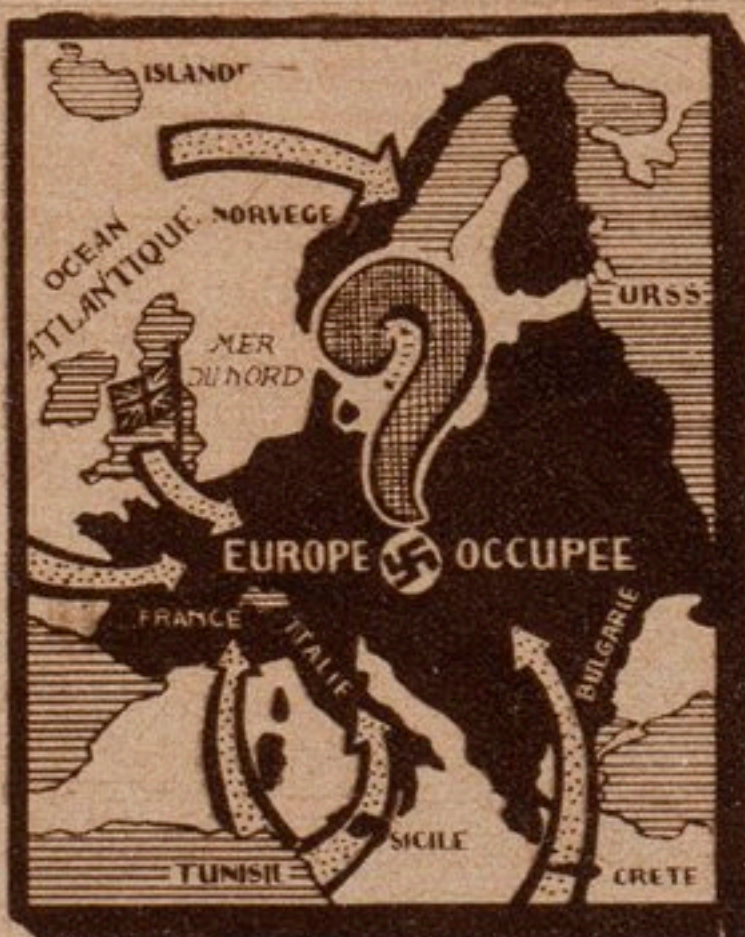 ISLANDE
NORVEGE
OCEAN
ATLANTIQUE
MER
DU NORD
URSS
EUROPE OCCUPEE
FRANCE
ITALIE
BULGARIE
SICILE
TUNISIE
CRETE